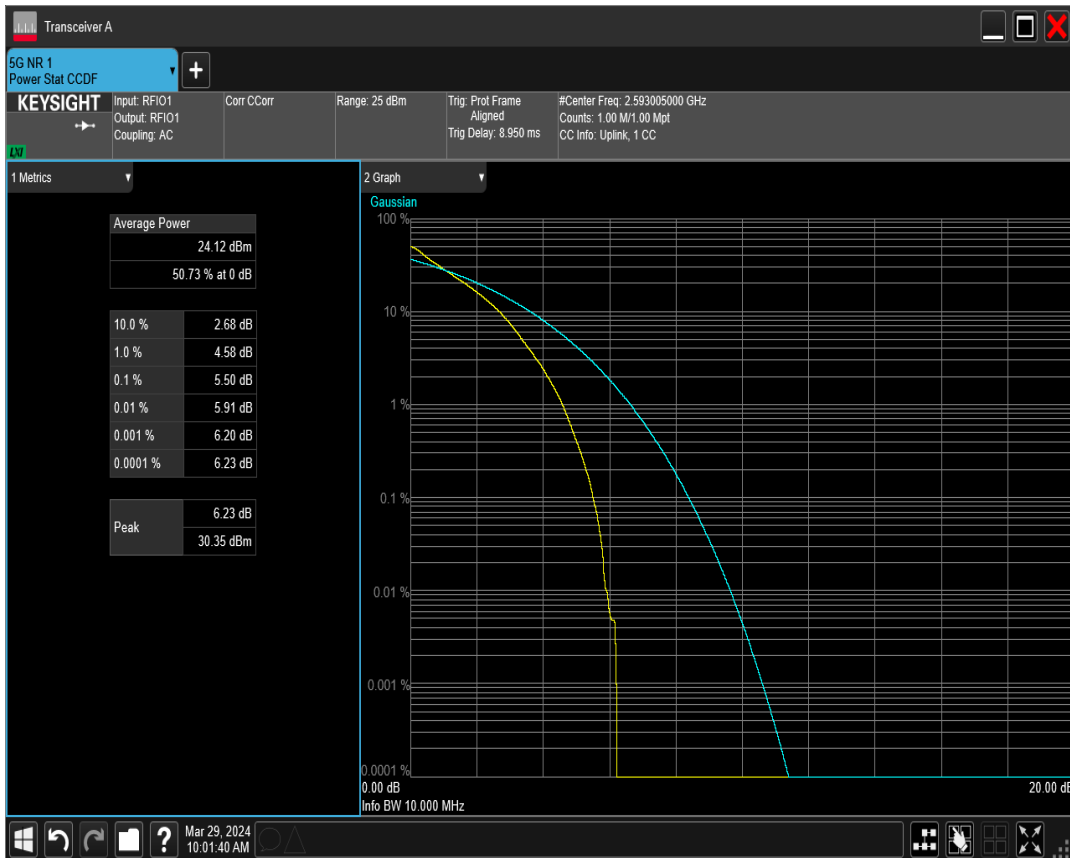 Transceiver A
5G NR 1
Power Stat CCDF
+
KEYSIGHT
LXI
Input: RFIO1
Output: RFIO1
Coupling: AC
Corr CCorr
Range: 25 dBm
Trig: Prot Frame
Aligned
Trig Delay: 8.950 ms
#Center Freq: 2.593005000 GHz
Counts: 1.00 M/1.00 Mpt
CC Info: Uplink, 1 CC
1 Metrics
Average Power
24.12 dBm
50.73 % at 0 dB
10.0 % 2.68 dB
1.0 % 4.58 dB
0.1 % 5.50 dB
0.01 % 5.91 dB
0.001 % 6.20 dB
0.0001 % 6.23 dB
Peak
6.23 dB
30.35 dBm
2 Graph
Gaussian
100 %
10 %
1 %
0.1 %
0.01 %
0.001 %
0.0001 %
0.00 dB
20.00 dB
Info BW 10.000 MHz
?
Mar 29, 2024
10:01:40 AM